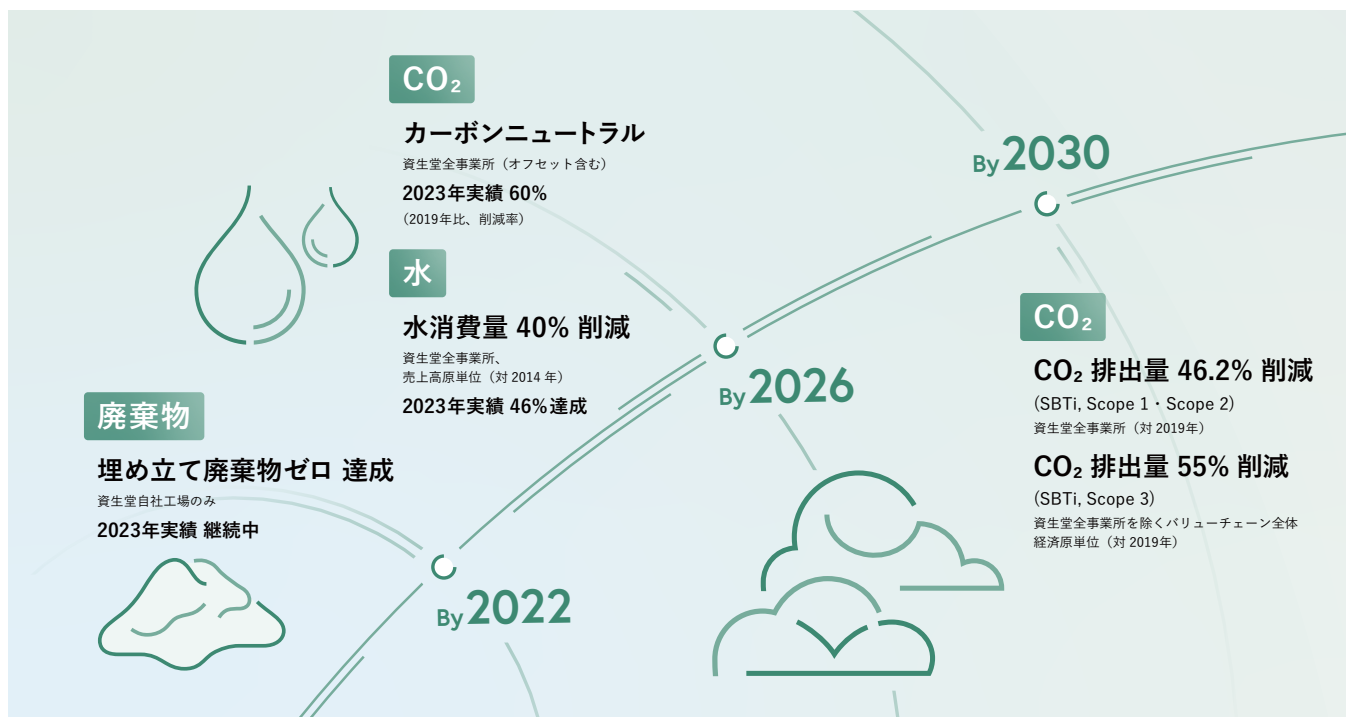 CO₂
カーボンニュートラル
資生堂全事業所（オフセット含む）
2023年実績 60%
（2019年比、削減率）
水
水消費量 40% 削減
資生堂全事業所、
売上高原単位（対 2014 年）
2023年実績 46%達成
By 2026
廃棄物
埋め立て廃棄物ゼロ 達成
資生堂自社工場のみ
2023年実績 継続中
By 2022
By 2030
CO₂
CO₂ 排出量 46.2% 削減
(SBTi, Scope 1・Scope 2)
資生堂全事業所（対 2019年）
CO₂ 排出量 55% 削減
(SBTi, Scope 3)
資生堂全事業所を除くバリューチェーン全体
経済原単位（対 2019年）